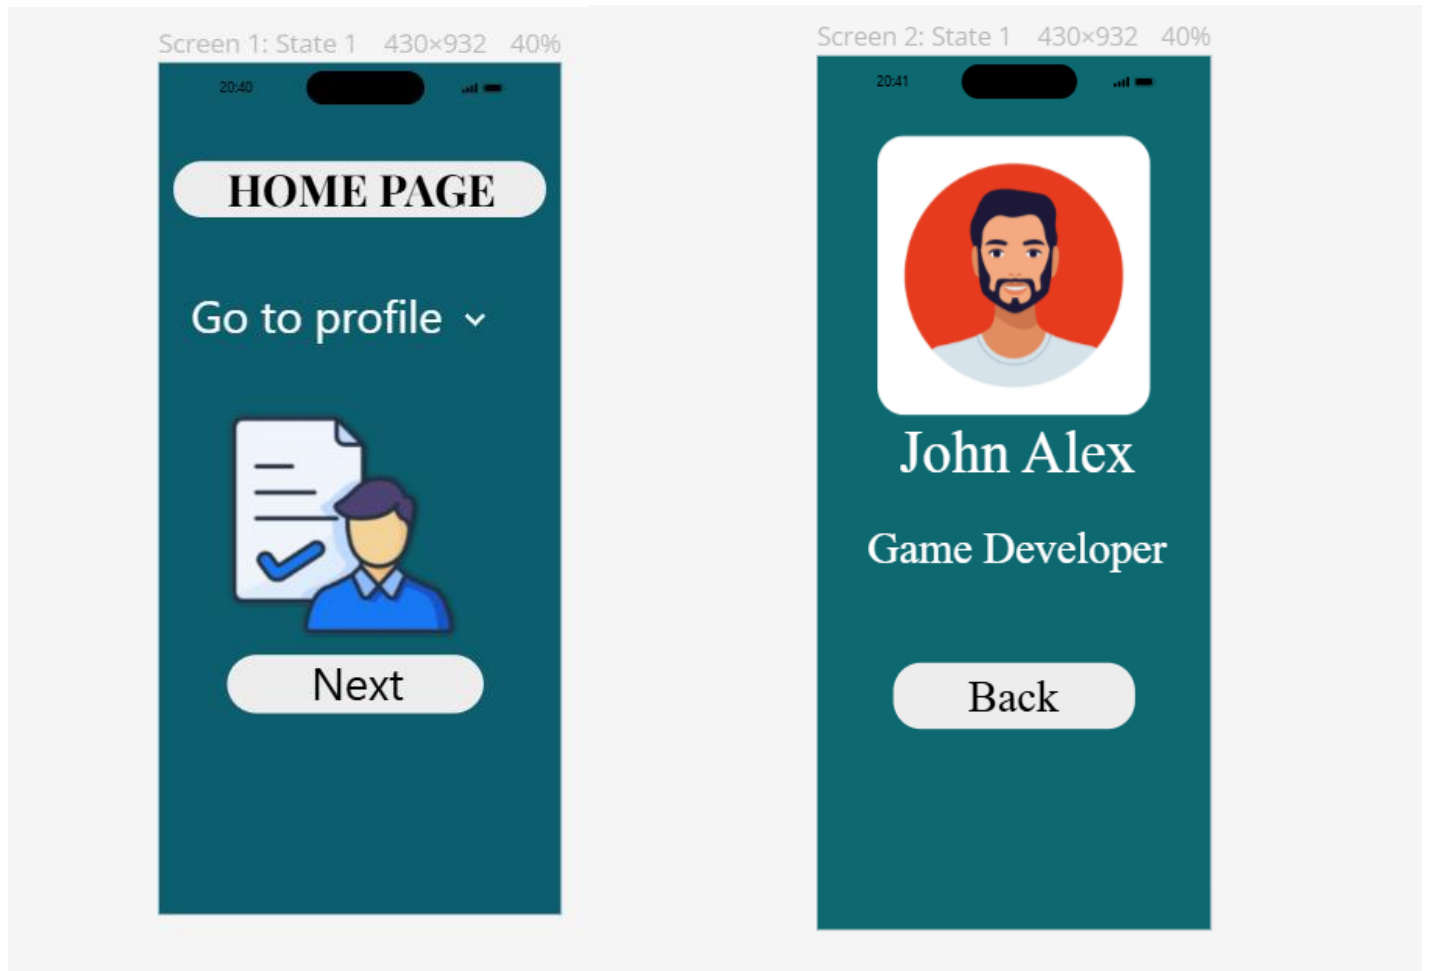 Screen 1: State 1 430×932 40%
20:40
HOME PAGE
Go to profile
Next
Screen 2: State 1 430×932 40%
20:41
John Alex
Game Developer
Back